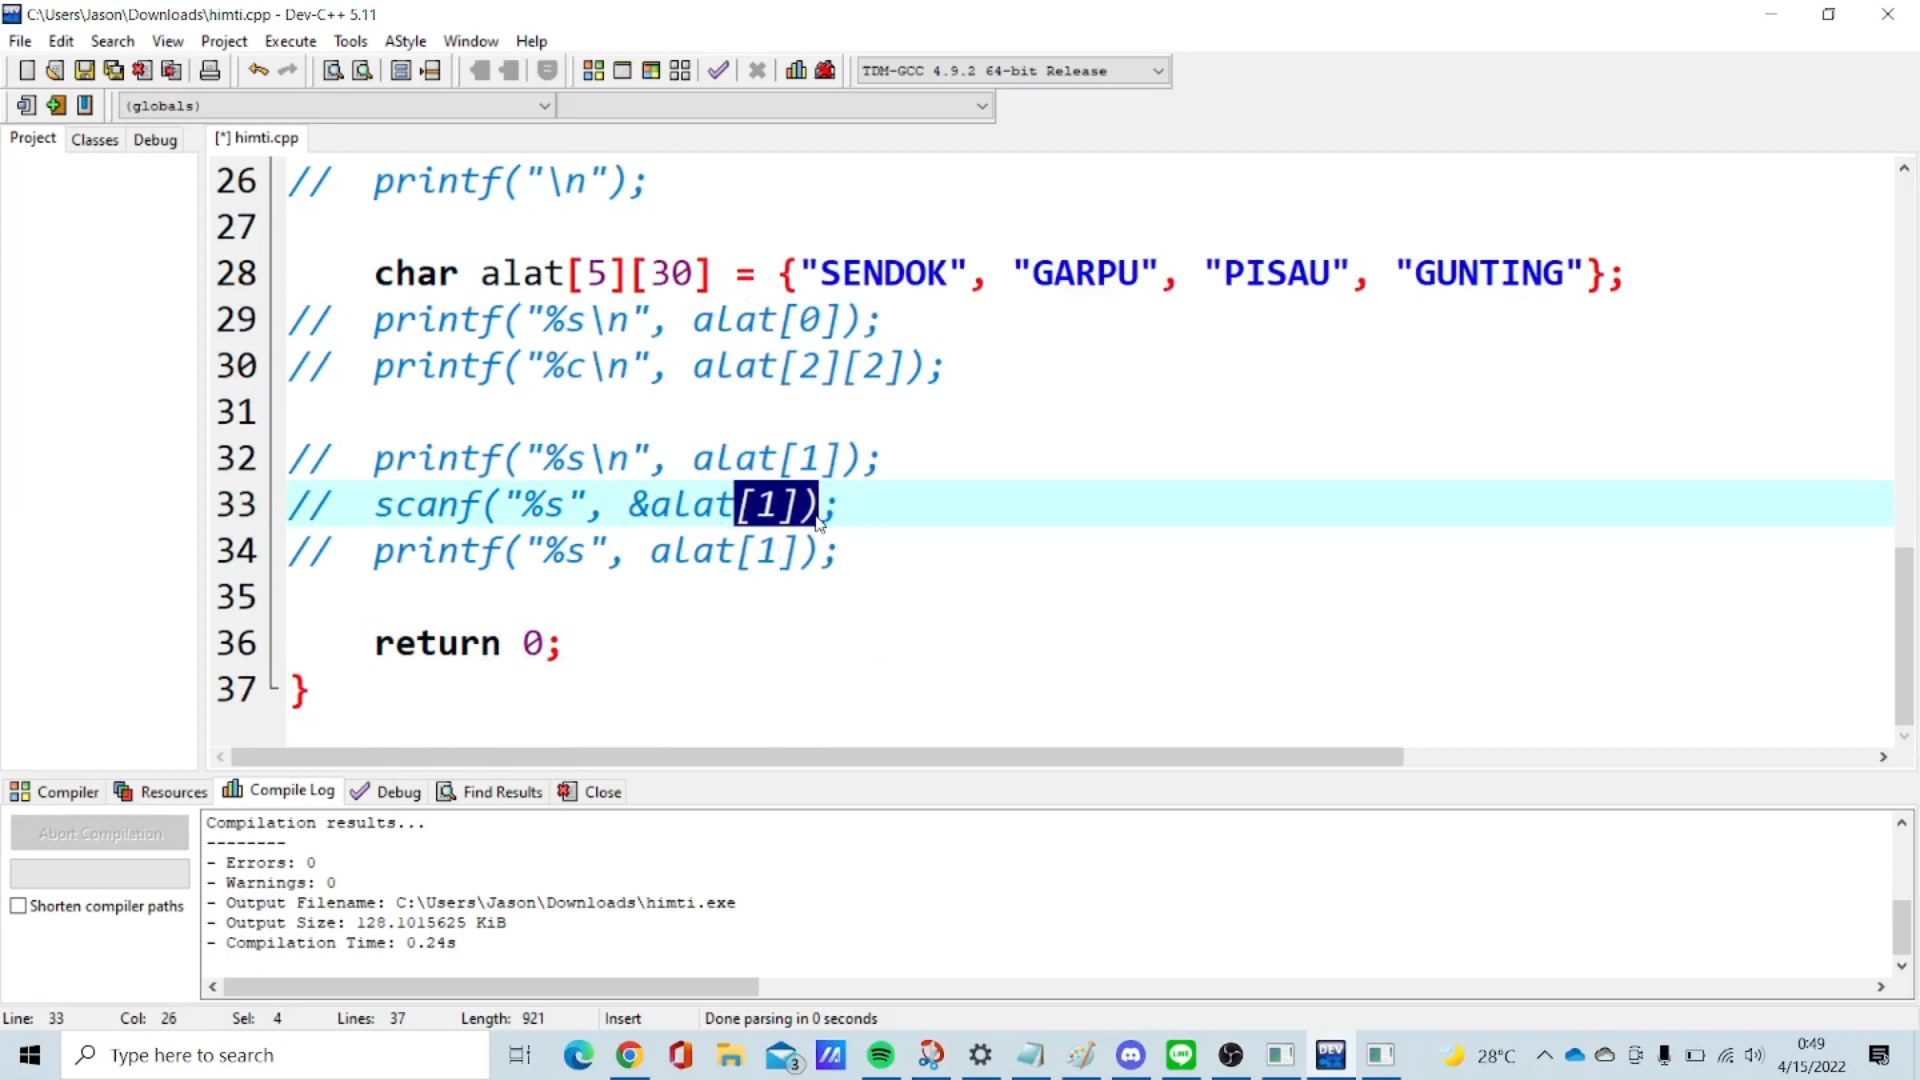 C:\Users\Jason\Downloads\himti.cpp - Dev-C++ 5.11
File Edit Search View Project Execute Tools AStyle Window Help
TDM-GCC 4.9.2 64-bit Release
(globals)
Project Classes Debug [*] himti.cpp
26 // printf("\n");
27
28 char alat[5][30] = {"SENDOK", "GARPU", "PISAU", "GUNTING"};
29 // printf("%s\n", alat[0]);
30 // printf("%c\n", alat[2][2]);
31
32 // printf("%s\n", alat[1]);
33 // scanf("%s", &alat[1]);
34 // printf("%s", alat[1]);
35
36 return 0;
37 }
Compiler Resources Compile Log Debug Find Results Close
Abort Compilation
Shorten compiler paths
Compilation results...
--------
- Errors: 0
- Warnings: 0
- Output Filename: C:\Users\Jason\Downloads\himti.exe
- Output Size: 128.1015625 KiB
- Compilation Time: 0.24s
Line: 33 Col: 26 Sel: 4 Lines: 37 Length: 921 Insert Done parsing in 0 seconds
Type here to search
3
LINE
DEV
28°C
0:49
4/15/2022